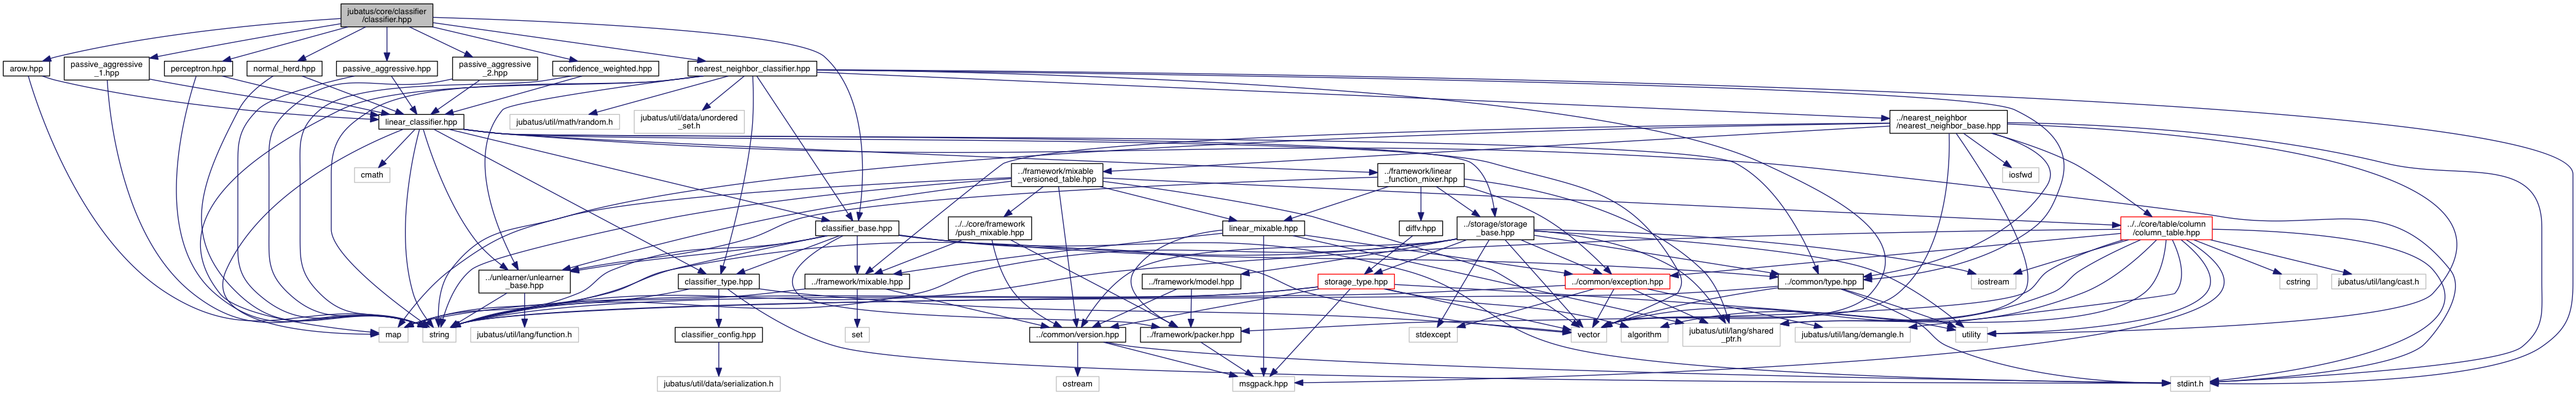 jubatus/core/classifier
/classifier.hpp
arow.hpp
passive_aggressive
_1.hpp
perceptron.hpp
normal_herd.hpp
passive_aggressive.hpp
passive_aggressive
_2.hpp
confidence_weighted.hpp
nearest_neighbor_classifier.hpp
linear_classifier.hpp
jubatus/util/math/random.h
jubatus/util/data/unordered
_set.h
../nearest_neighbor
/nearest_neighbor_base.hpp
cmath
../framework/mixable
_versioned_table.hpp
../framework/linear
_function_mixer.hpp
iosfwd
classifier_base.hpp
../../core/framework
/push_mixable.hpp
linear_mixable.hpp
diffv.hpp
../storage/storage
_base.hpp
../../core/table/column
/column_table.hpp
../unlearner/unlearner
_base.hpp
classifier_type.hpp
../framework/mixable.hpp
../framework/model.hpp
storage_type.hpp
../common/exception.hpp
../common/type.hpp
iostream
cstring
jubatus/util/lang/cast.h
map
string
jubatus/util/lang/function.h
classifier_config.hpp
set
../common/version.hpp
../framework/packer.hpp
stdexcept
vector
algorithm
jubatus/util/lang/shared
_ptr.h
jubatus/util/lang/demangle.h
utility
jubatus/util/data/serialization.h
ostream
msgpack.hpp
stdint.h